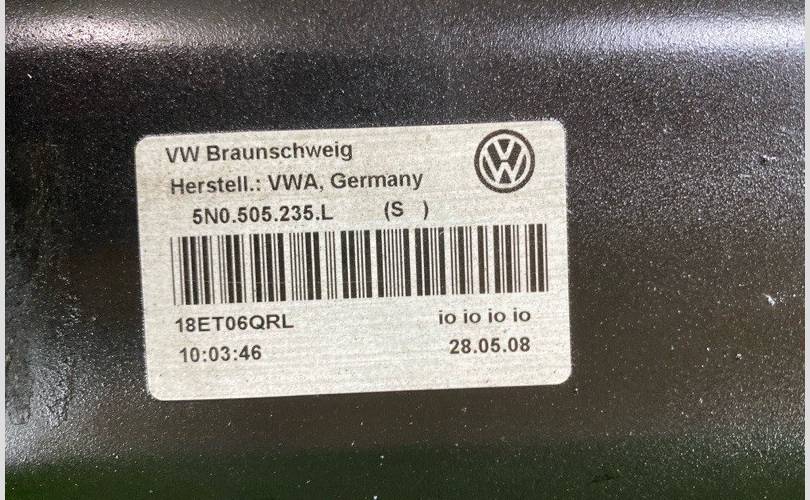 VW Braunschweig
Herstell.: VWA, Germany
5N0.505.235.L (S )
18ET06QRL io io io io
10:03:46 28.05.08